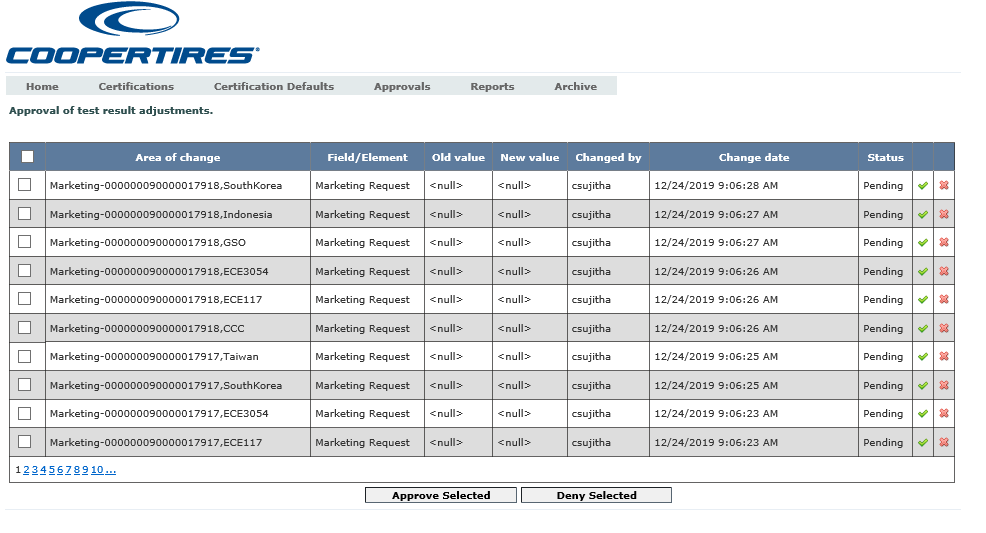 COOPERTIRES®
Home Certifications Certification Defaults Approvals Reports Archive
Approval of test result adjustments.
Area of change Field/Element Old value New value Changed by Change date Status
Marketing-000000090000017918,SouthKorea Marketing Request <null> <null> csujitha 12/24/2019 9:06:28 AM Pending
Marketing-000000090000017918,Indonesia Marketing Request <null> <null> csujitha 12/24/2019 9:06:27 AM Pending
Marketing-000000090000017918,GSO Marketing Request <null> <null> csujitha 12/24/2019 9:06:27 AM Pending
Marketing-000000090000017918,ECE3054 Marketing Request <null> <null> csujitha 12/24/2019 9:06:26 AM Pending
Marketing-000000090000017918,ECE117 Marketing Request <null> <null> csujitha 12/24/2019 9:06:26 AM Pending
Marketing-000000090000017918,CCC Marketing Request <null> <null> csujitha 12/24/2019 9:06:26 AM Pending
Marketing-000000090000017917,Taiwan Marketing Request <null> <null> csujitha 12/24/2019 9:06:25 AM Pending
Marketing-000000090000017917,SouthKorea Marketing Request <null> <null> csujitha 12/24/2019 9:06:25 AM Pending
Marketing-000000090000017917,ECE3054 Marketing Request <null> <null> csujitha 12/24/2019 9:06:23 AM Pending
Marketing-000000090000017917,ECE117 Marketing Request <null> <null> csujitha 12/24/2019 9:06:23 AM Pending
1 2 3 4 5 6 7 8 9 10 ...
Approve Selected Deny Selected